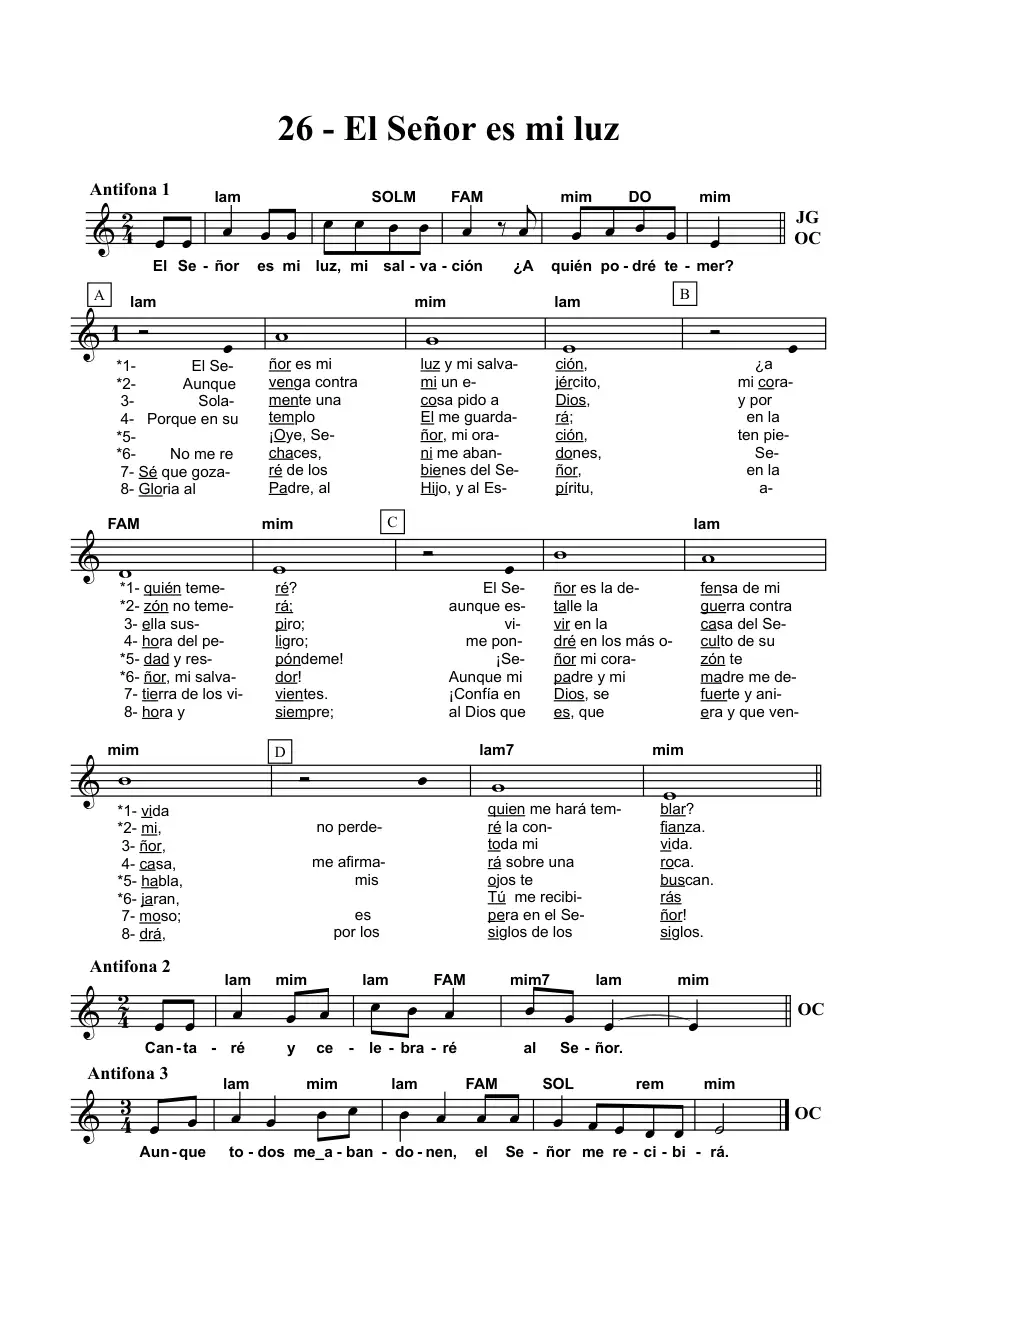 26 - El Señor es mi luz
Antifona 1
lam SOLM FAM mim DO mim
JG
OC
2
4
El Se - ñor es mi luz, mi sal - va - ción ¿A quién po - dré te - mer?
A lam mim lam B
1
*1- El Se- ñor es mi luz y mi salva- ción, ¿a
*2- Aunque venga contra mi un e- jército, mi cora-
3- Sola- mente una cosa pido a Dios, y por
4- Porque en su templo El me guarda- rá; en la
*5- ¡Oye, Se- ñor, mi ora- ción, ten pie-
*6- No me re chaces, ni me aban- dones, Se-
7- Sé que goza- ré de los bienes del Se- ñor, en la
8- Gloria al Padre, al Hijo, y al Es- píritu, a-
FAM mim C lam
*1- quién teme- ré? El Se- ñor es la de- fensa de mi
*2- zón no teme- rá; aunque es- talle la guerra contra
3- ella sus- piro; vi- vir en la casa del Se-
4- hora del pe- ligro; me pon- dré en los más o- culto de su
*5- dad y res- póndeme! ¡Se- ñor mi cora- zón te
*6- ñor, mi salva- dor! Aunque mi padre y mi madre me de-
7- tierra de los vi- vientes. ¡Confía en Dios, se fuerte y ani-
8- hora y siempre; al Dios que es, que era y que ven-
mim D lam7 mim
*1- vida quien me hará tem- blar?
*2- mi, no perde- ré la con- fianza.
3- ñor, toda mi vida.
4- casa, me afirma- rá sobre una roca.
*5- habla, mis ojos te buscan.
*6- jaran, Tú me recibi- rás
7- moso; es pera en el Se- ñor!
8- drá, por los siglos de los siglos.
Antifona 2
lam mim lam FAM mim7 lam mim
2
4
OC
Can - ta - ré y ce - le - bra - ré al Se - ñor.
Antifona 3
lam mim lam FAM SOL rem mim
3
4
OC
Aun - que to - dos me_a - ban - do - nen, el Se - ñor me re - ci - bi - rá.